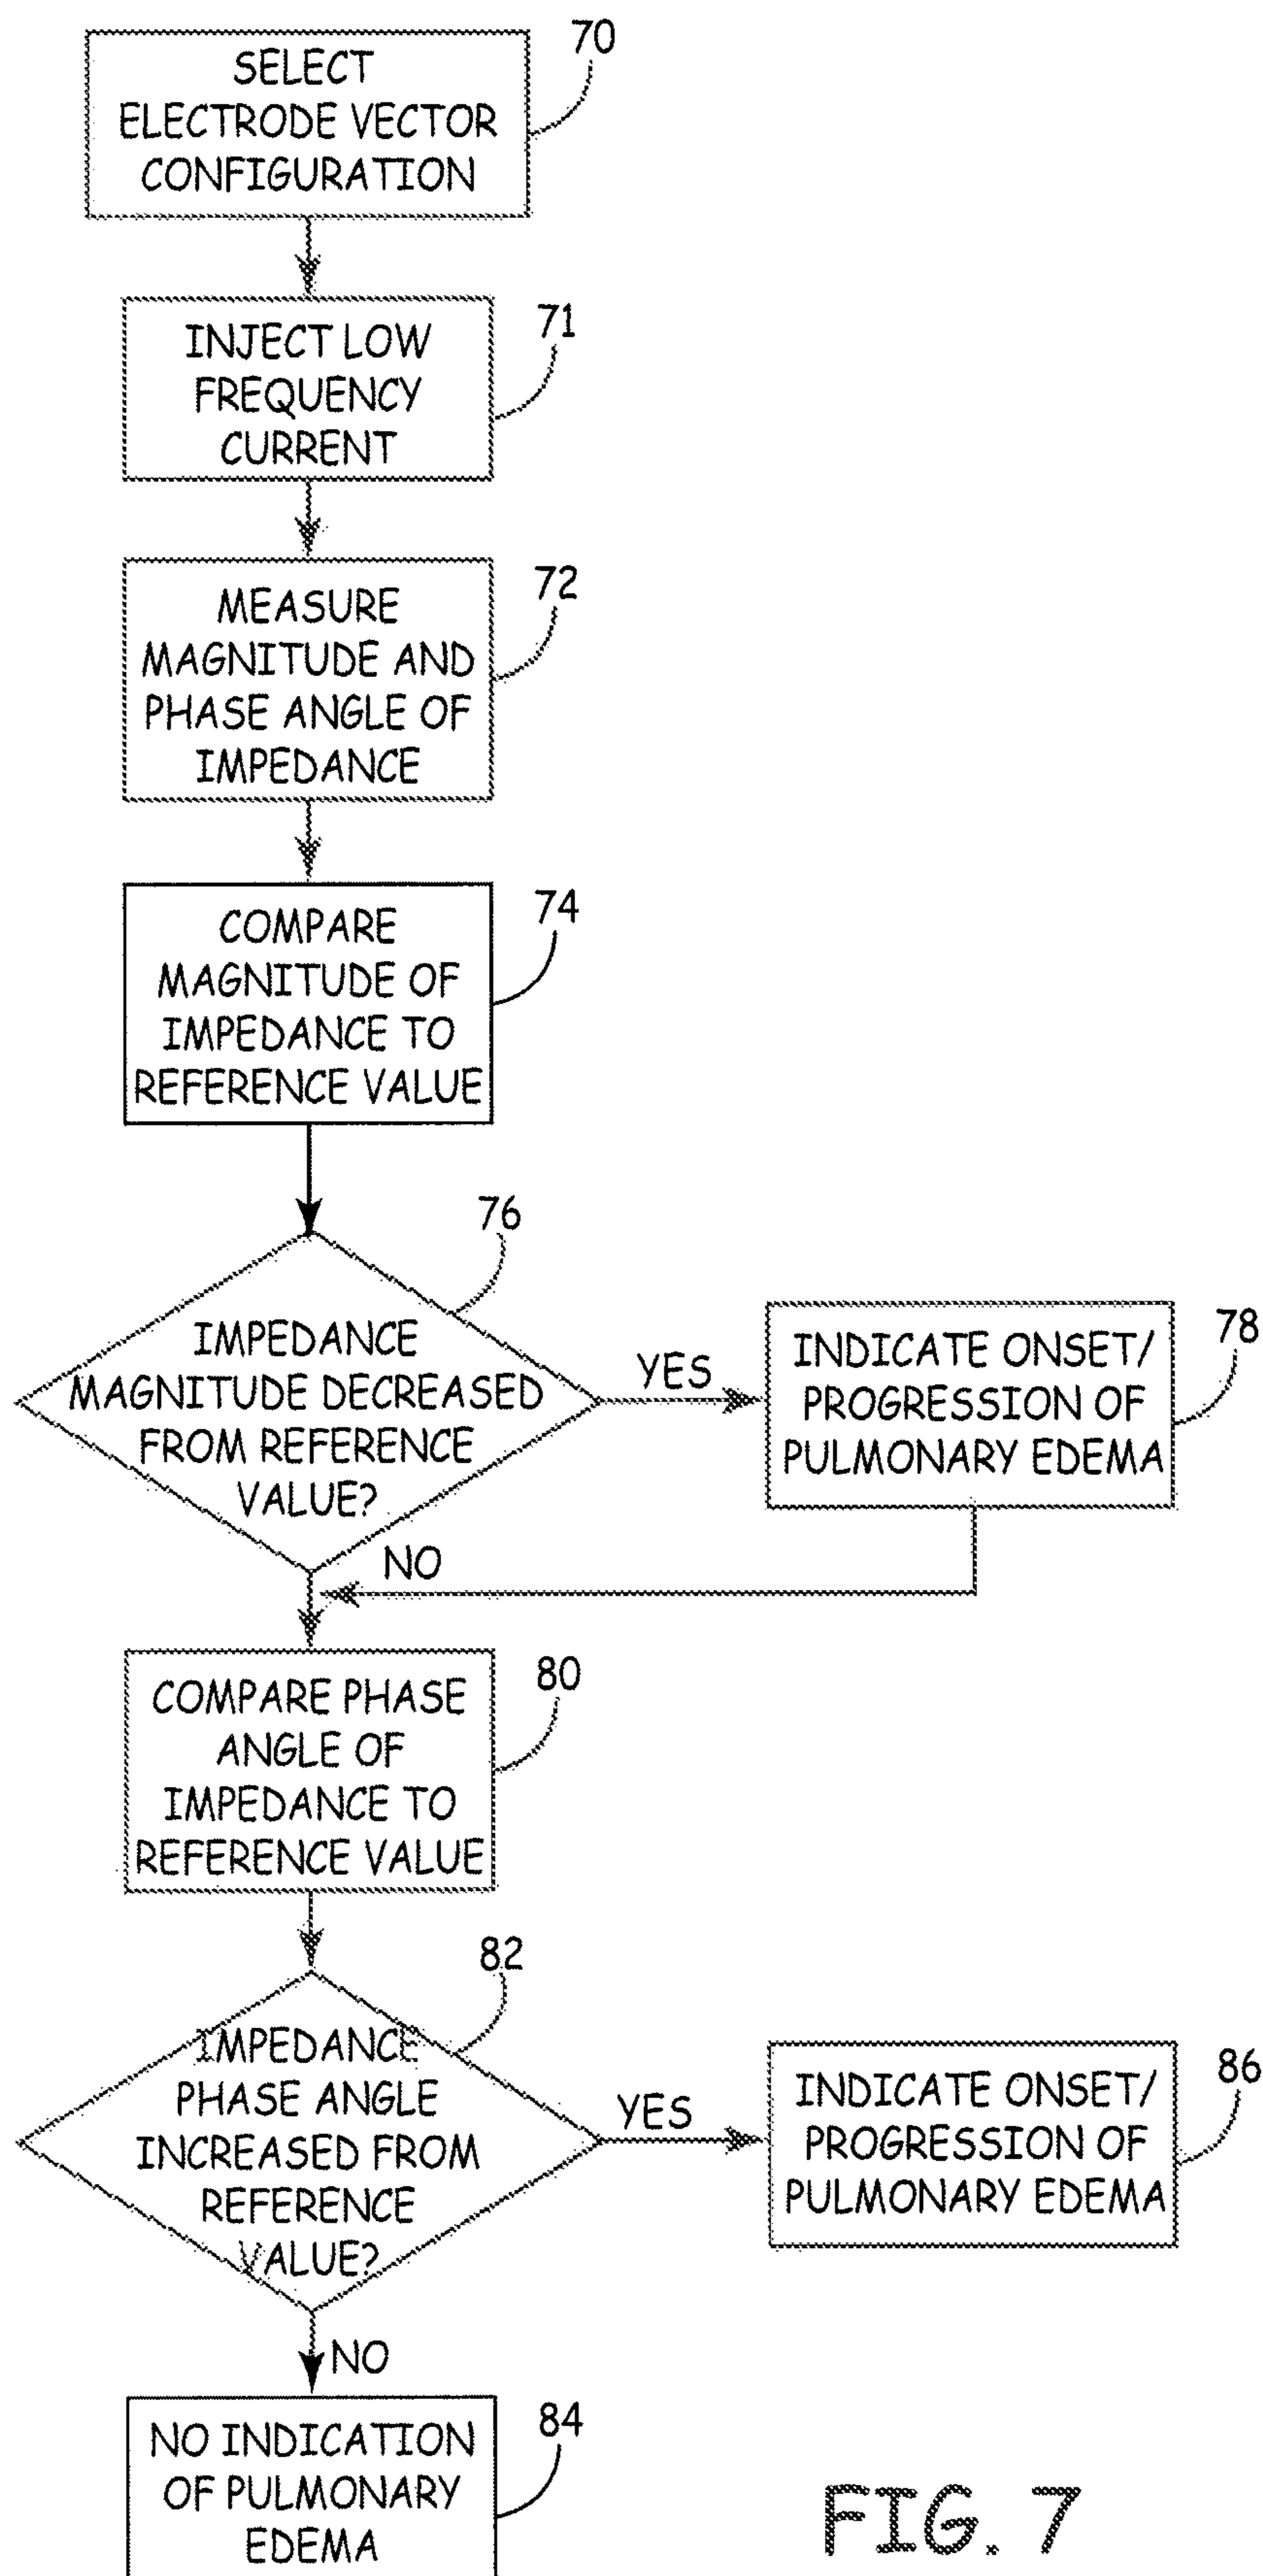 70
SELECT
ELECTRODE VECTOR
CONFIGURATION
71
INJECT LOW
FREQUENCY
CURRENT
72
MEASURE
MAGNITUDE AND
PHASE ANGLE OF
IMPEDANCE
74
COMPARE
MAGNITUDE OF
IMPEDANCE TO
REFERENCE VALUE
76
IMPEDANCE
MAGNITUDE DECREASED
FROM REFERENCE
VALUE?
YES
78
INDICATE ONSET/
PROGRESSION OF
PULMONARY EDEMA
NO
80
COMPARE PHASE
ANGLE OF
IMPEDANCE TO
REFERENCE VALUE
82
IMPEDANCE
PHASE ANGLE
INCREASED FROM
REFERENCE
VALUE?
YES
86
INDICATE ONSET/
PROGRESSION OF
PULMONARY EDEMA
NO
84
NO INDICATION
OF PULMONARY
EDEMA
FIG. 7